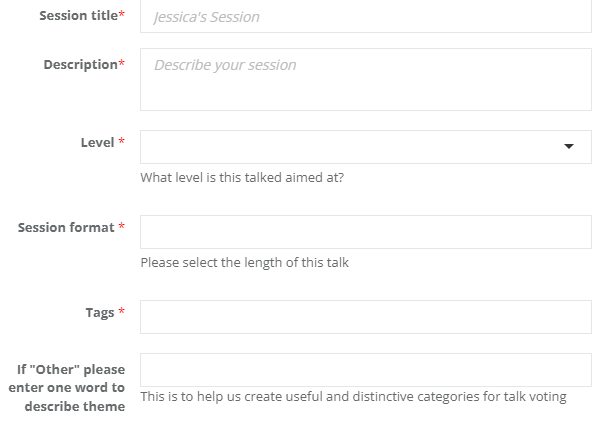 Session title* Jessica's Session
Description* Describe your session
Level *
What level is this talked aimed at?
Session format *
Please select the length of this talk
Tags *
If "Other" please
enter one word to
describe theme
This is to help us create useful and distinctive categories for talk voting